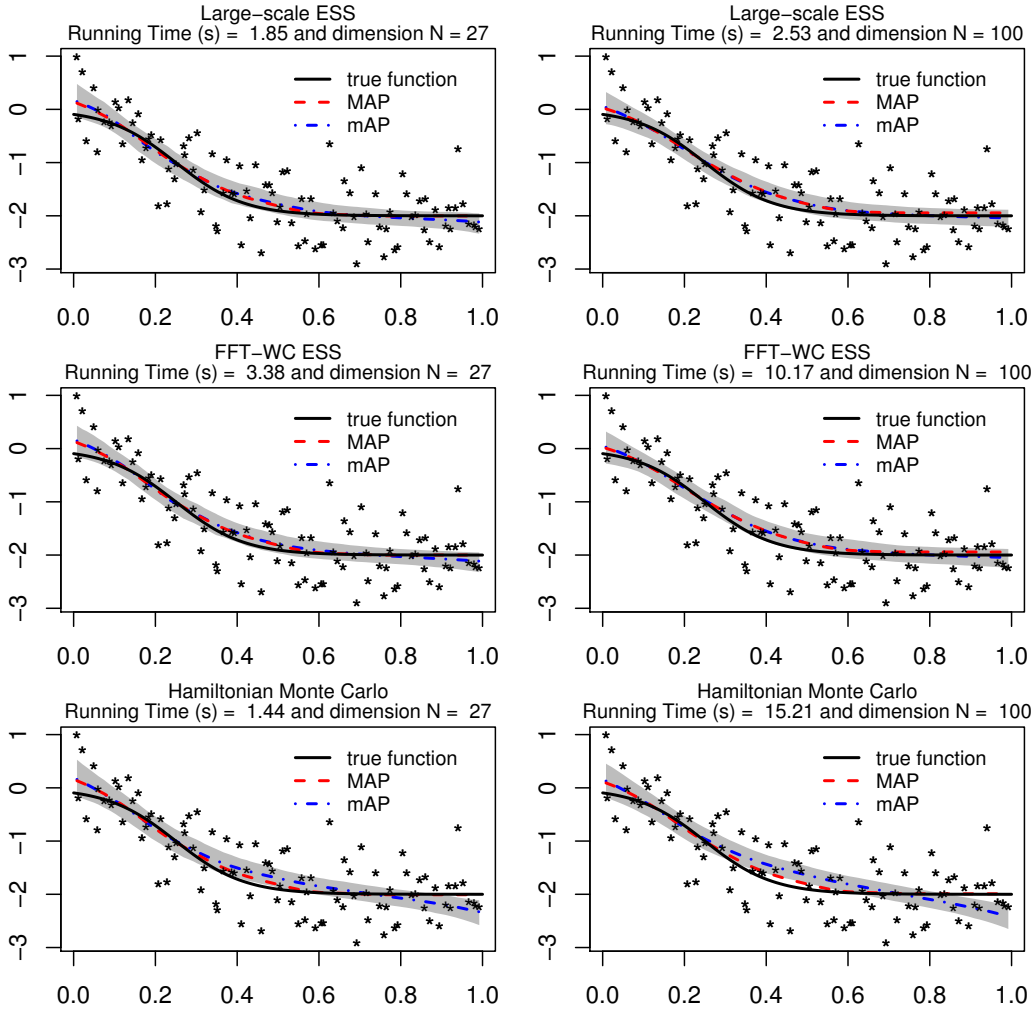 Large−scale ESS
Running Time (s) = 1.85 and dimension N = 27
1
0
−1
−2
−3
true function
MAP
mAP
0.0 0.2 0.4 0.6 0.8 1.0
Large−scale ESS
Running Time (s) = 2.53 and dimension N = 100
1
0
−1
−2
−3
true function
MAP
mAP
0.0 0.2 0.4 0.6 0.8 1.0
FFT−WC ESS
Running Time (s) = 3.38 and dimension N = 27
1
0
−1
−2
−3
true function
MAP
mAP
0.0 0.2 0.4 0.6 0.8 1.0
FFT−WC ESS
Running Time (s) = 10.17 and dimension N = 100
1
0
−1
−2
−3
true function
MAP
mAP
0.0 0.2 0.4 0.6 0.8 1.0
Hamiltonian Monte Carlo
Running Time (s) = 1.44 and dimension N = 27
1
0
−1
−2
−3
true function
MAP
mAP
0.0 0.2 0.4 0.6 0.8 1.0
Hamiltonian Monte Carlo
Running Time (s) = 15.21 and dimension N = 100
1
0
−1
−2
−3
true function
MAP
mAP
0.0 0.2 0.4 0.6 0.8 1.0